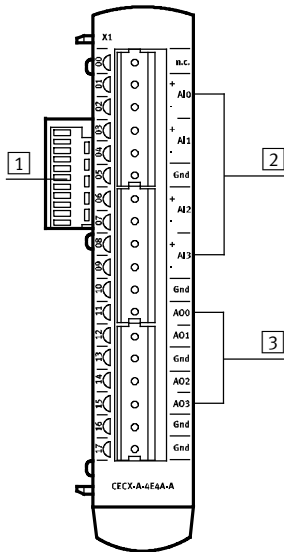 X1
00 n.c.
01 + AI0
02 -
03 + AI1
04 -
05 Gnd
06 + AI2
07 -
08 + AI3
09 -
10 Gnd
11 AO0
12 AO1
13 Gnd
14 AO2
15 AO3
16 Gnd
17 Gnd
CECX-A-4E4A-A
1
2
3